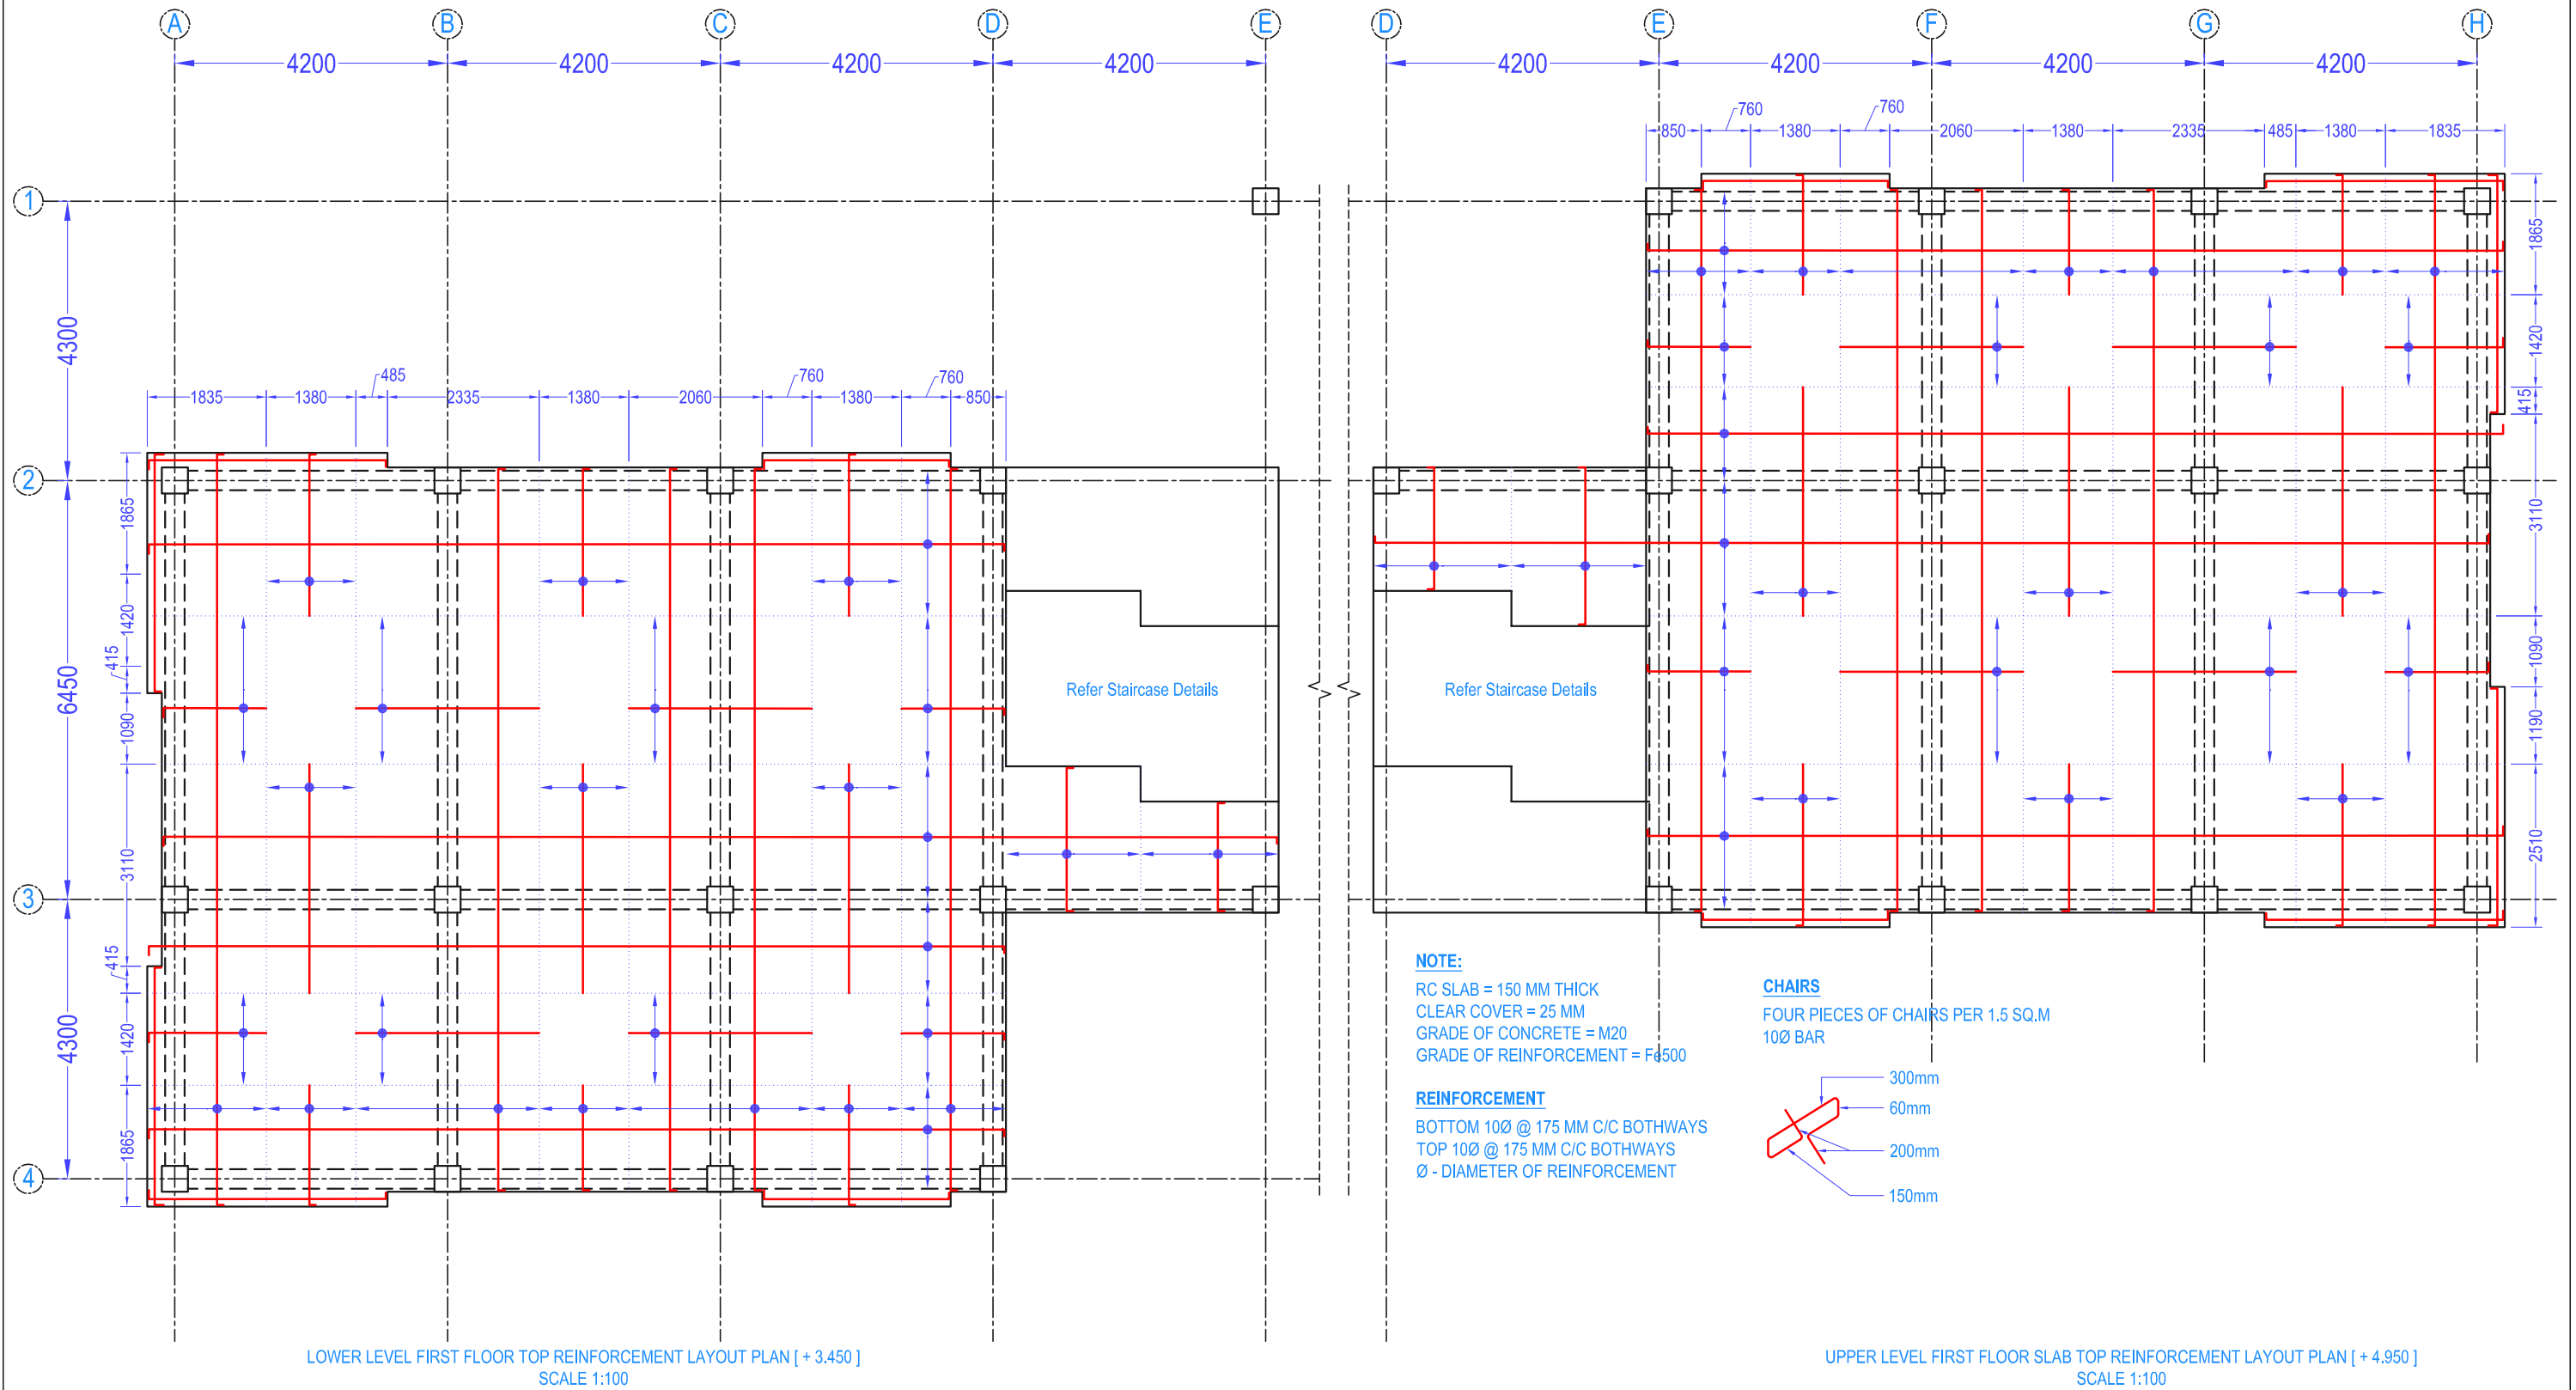 A B C D E D E F G H
4200 4200 4200 4200 4200 4200 4200 4200
760 760
850 1380 2060 1380 2335 485 1380 1835
1
1865
4300
1420
485 760 760
1835 1380 2335 1380 2060 1380 850
415
2
1865
3110
1420
415
6450
Refer Staircase Details Refer Staircase Details
1090
1090
1190
3110
2510
3
415
1420
4300
1865
4
NOTE:
RC SLAB = 150 MM THICK
CLEAR COVER = 25 MM
GRADE OF CONCRETE = M20
GRADE OF REINFORCEMENT = Fe500
REINFORCEMENT
BOTTOM 10Ø @ 175 MM C/C BOTHWAYS
TOP 10Ø @ 175 MM C/C BOTHWAYS
Ø - DIAMETER OF REINFORCEMENT
CHAIRS
FOUR PIECES OF CHAIRS PER 1.5 SQ.M
10Ø BAR
300mm
60mm
200mm
150mm
LOWER LEVEL FIRST FLOOR TOP REINFORCEMENT LAYOUT PLAN [ + 3.450 ]
SCALE 1:100
UPPER LEVEL FIRST FLOOR SLAB TOP REINFORCEMENT LAYOUT PLAN [ + 4.950 ]
SCALE 1:100